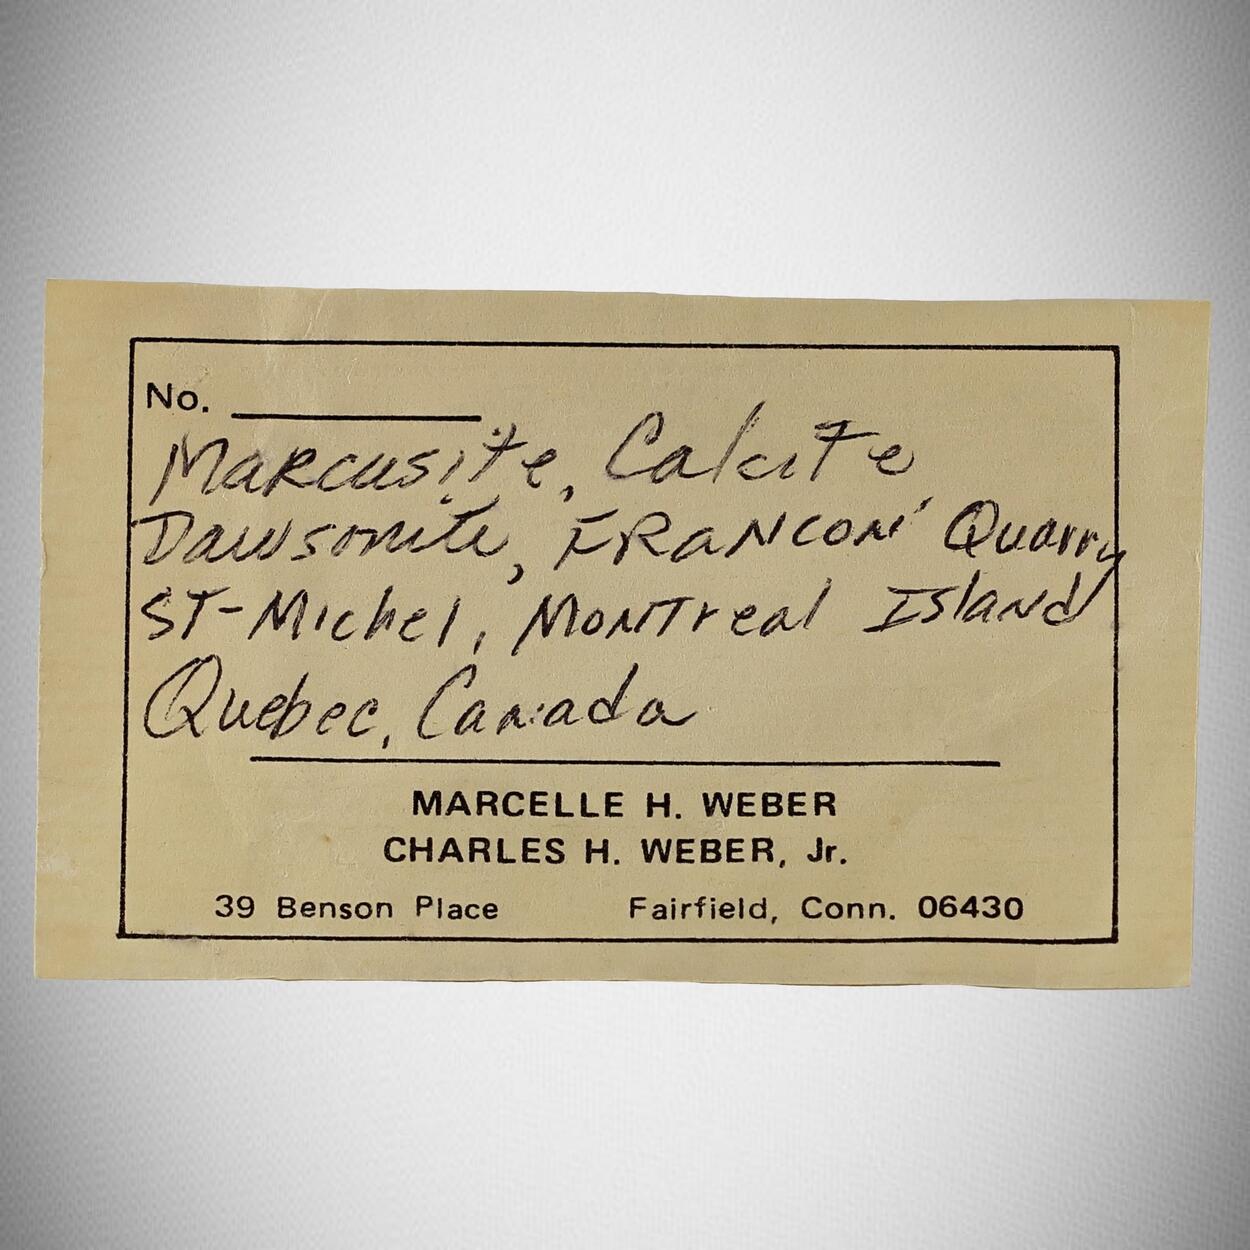 No.
Marcusite, Calcite
Dawsonite, FRANCON Quarry
ST-Michel, Montreal Island
Quebec, Canada
MARCELLE H. WEBER
CHARLES H. WEBER, Jr.
39 Benson Place Fairfield, Conn. 06430